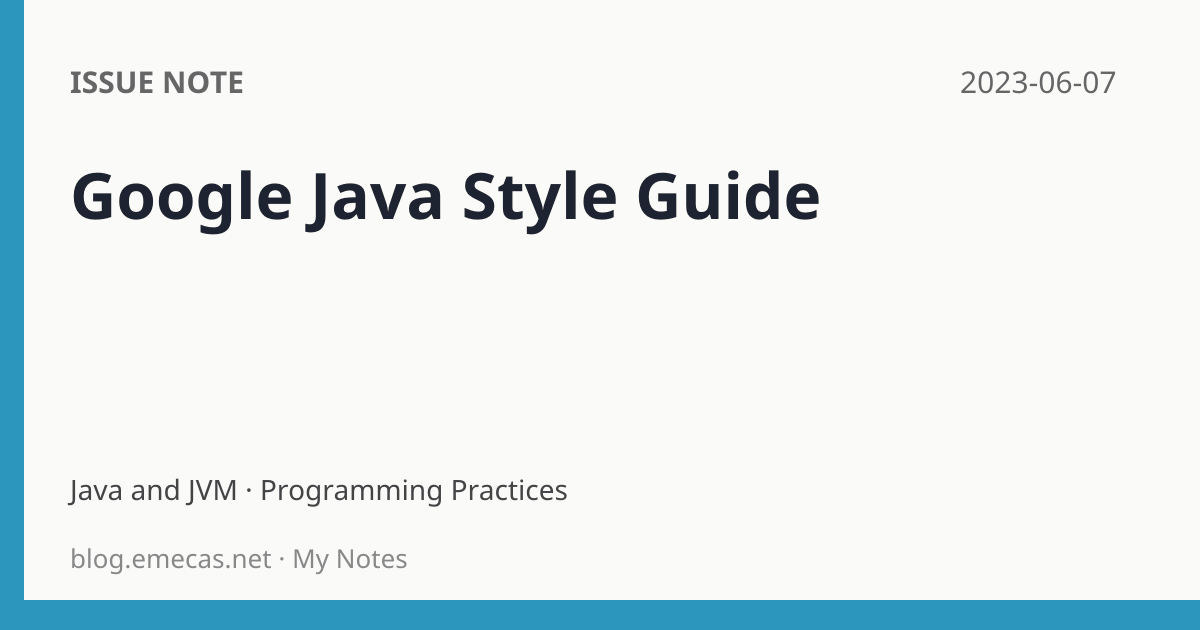 ISSUE NOTE
2023-06-07
Google Java Style Guide
Java and JVM · Programming Practices
blog.emecas.net · My Notes